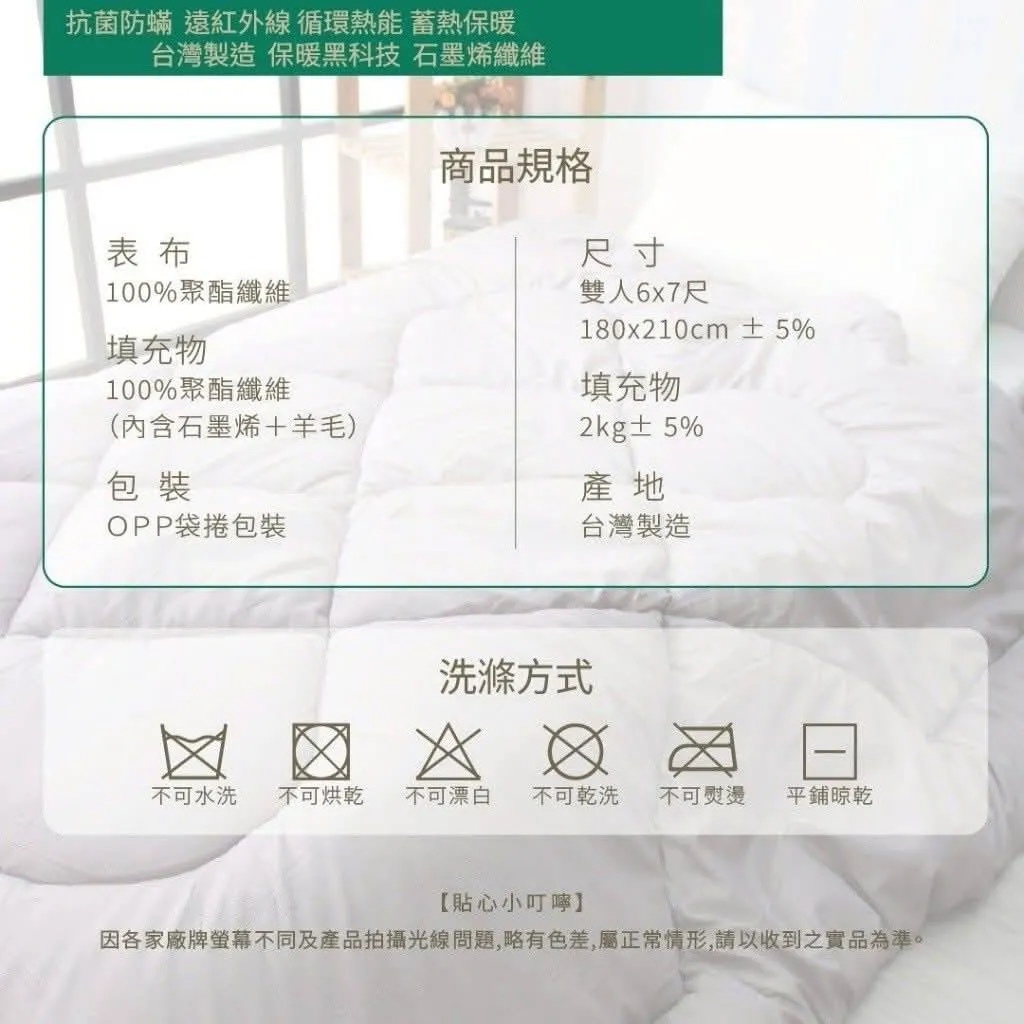 抗菌防蟎 遠紅外線 循環熱能 蓄熱保暖
台灣製造 保暖黑科技 石墨烯纖維
商品規格
表 布
100%聚酯纖維
填充物
100%聚酯纖維
(內含石墨烯＋羊毛)
包 裝
OPP袋捲包裝
尺 寸
雙人6x7尺
180x210cm ± 5%
填充物
2kg± 5%
產 地
台灣製造
洗滌方式
不可水洗 不可烘乾 不可漂白 不可乾洗 不可熨燙 平鋪晾乾
【貼心小叮嚀】
因各家廠牌螢幕不同及產品拍攝光線問題,略有色差,屬正常情形,請以收到之實品為準。